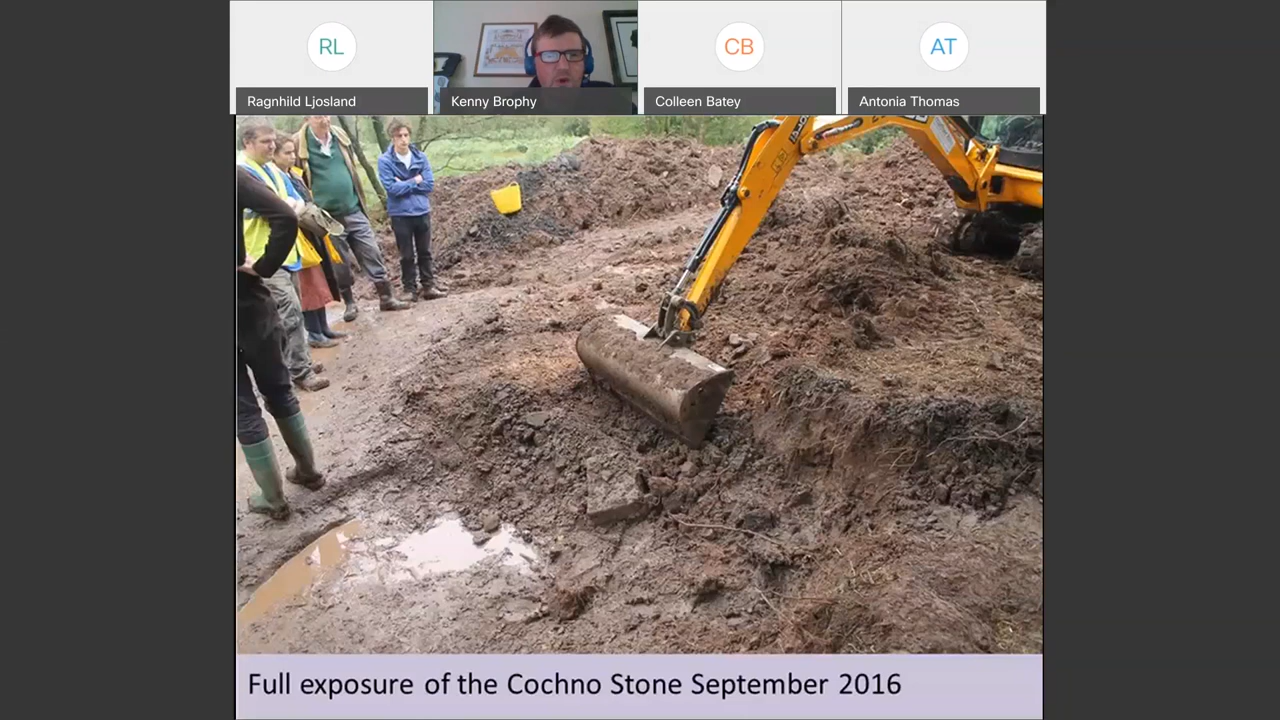 RL
CB
AT
Ragnhild Ljosland
Kenny Brophy
Colleen Batey
Antonia Thomas
Full exposure of the Cochno Stone September 2016